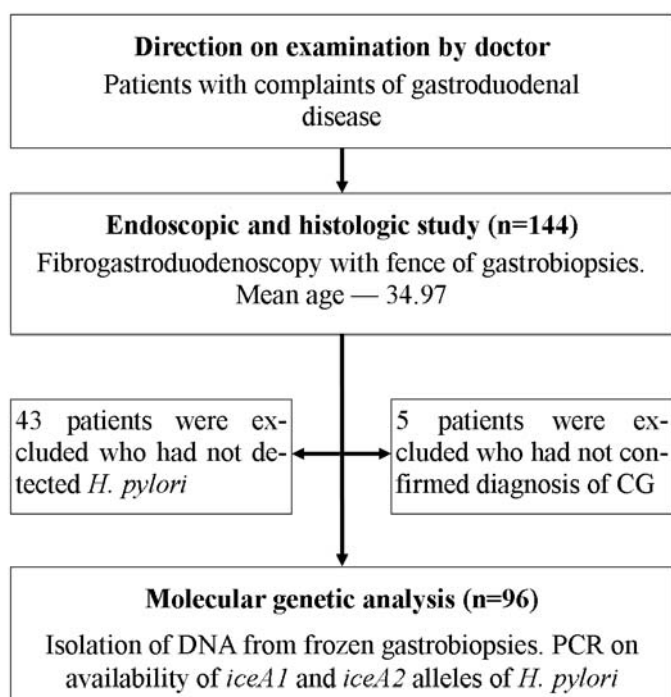 Direction on examination by doctor
Patients with complaints of gastroduodenal
disease
Endoscopic and histologic study (n=144)
Fibrogastroduodenoscopy with fence of gastrobiopsies.
Mean age — 34.97
43 patients were ex-
cluded who had not de-
tected H. pylori
5 patients were ex-
cluded who had not con-
firmed diagnosis of CG
Molecular genetic analysis (n=96)
Isolation of DNA from frozen gastrobiopsies. PCR on
availability of iceA1 and iceA2 alleles of H. pylori